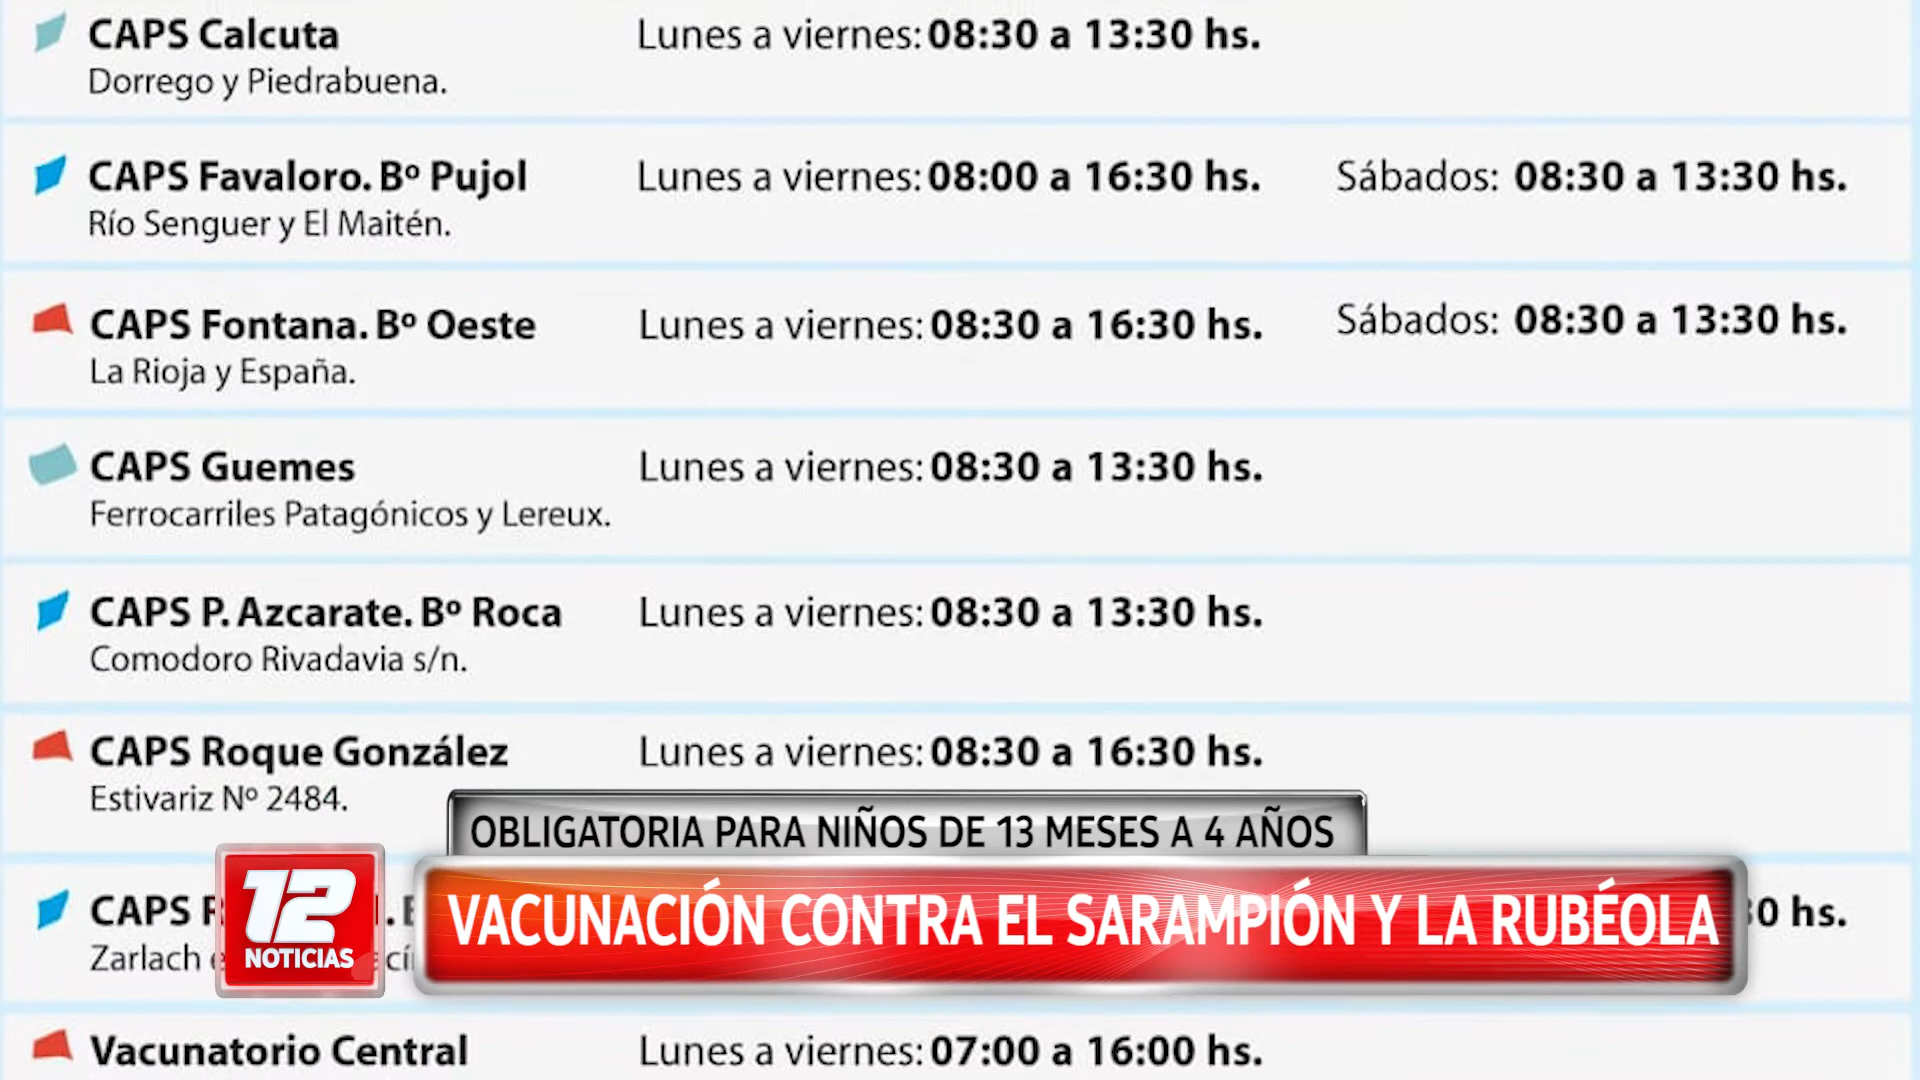 CAPS Calcuta
Lunes a viernes: 08:30 a 13:30 hs.
Dorrego y Piedrabuena.
CAPS Favaloro. Bº Pujol
Lunes a viernes: 08:00 a 16:30 hs.
Sábados: 08:30 a 13:30 hs.
Río Senguer y El Maitén.
CAPS Fontana. Bº Oeste
Lunes a viernes: 08:30 a 16:30 hs.
Sábados: 08:30 a 13:30 hs.
La Rioja y España.
CAPS Guemes
Lunes a viernes: 08:30 a 13:30 hs.
Ferrocarriles Patagónicos y Lereux.
CAPS P. Azcarate. Bº Roca
Lunes a viernes: 08:30 a 13:30 hs.
Comodoro Rivadavia s/n.
CAPS Roque González
Lunes a viernes: 08:30 a 16:30 hs.
Estivariz Nº 2484.
OBLIGATORIA PARA NIÑOS DE 13 MESES A 4 AÑOS
12
NOTICIAS
VACUNACIÓN CONTRA EL SARAMPIÓN Y LA RUBÉOLA
CAPS
hs.
Zarlach
Vacunatorio Central
Lunes a viernes: 07:00 a 16:00 hs.